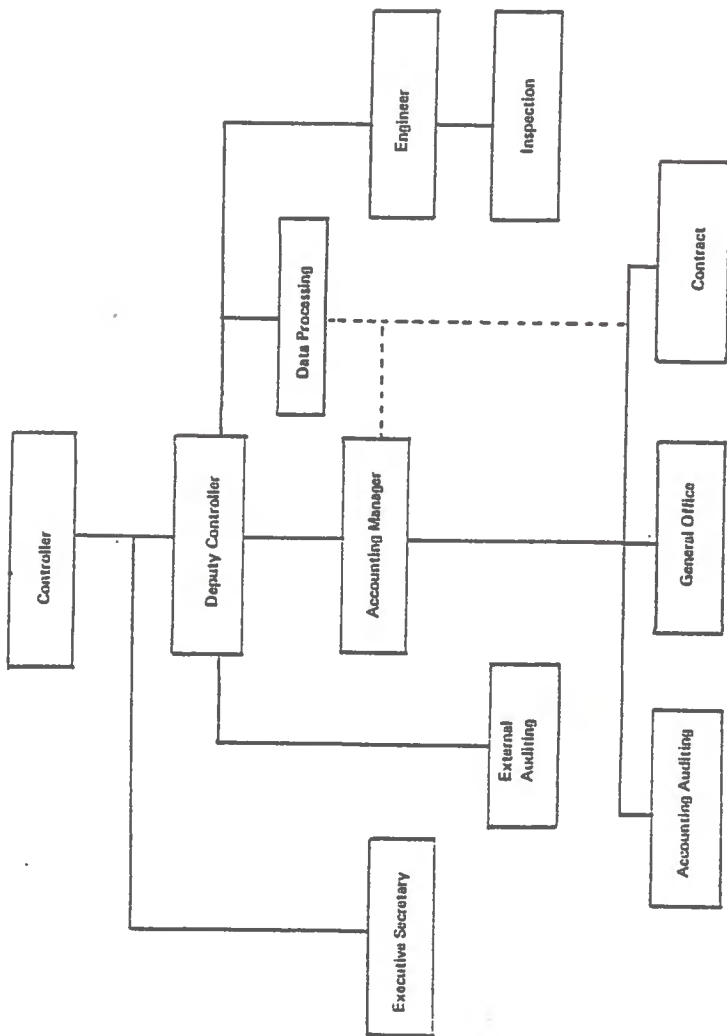 Controller
Deputy Controller
Executive Secretary
External
Auditing
Accounting Manager
Data Processing
Engineer
Inspection
Accounting Auditing
General Office
Contract